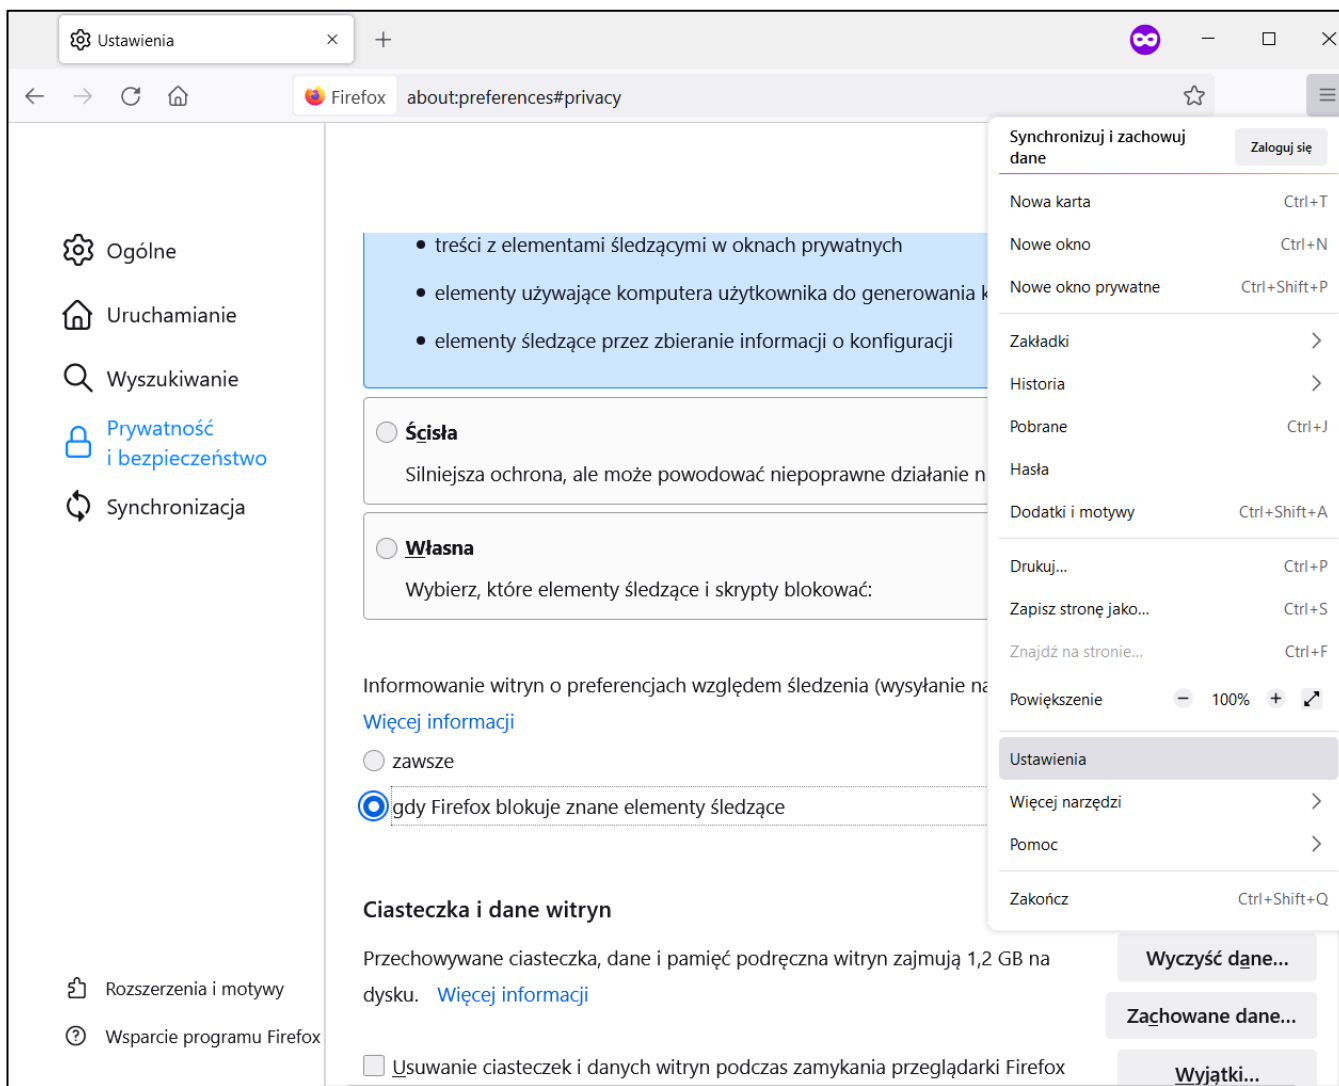 Ustawienia
Firefox about:preferences#privacy
Ogólne
Uruchamianie
Wyszukiwanie
Prywatność
i bezpieczeństwo
Synchronizacja
Rozszerzenia i motywy
Wsparcie programu Firefox
treści z elementami śledzącymi w oknach prywatnych
elementy używające komputera użytkownika do generowania
elementy śledzące przez zbieranie informacji o konfiguracji
Ścisła
Silniejsza ochrona, ale może powodować niepoprawne działanie
Własna
Wybierz, które elementy śledzące i skrypty blokować:
Informowanie witryn o preferencjach względem śledzenia (wysyłanie
Więcej informacji
zawsze
gdy Firefox blokuje znane elementy śledzące
Ciasteczka i dane witryn
Przechowywane ciasteczka, dane i pamięć podręczna witryn zajmują 1,2 GB na
dysku. Więcej informacji
Usuwanie ciasteczek i danych witryn podczas zamykania przeglądarki Firefox
Wyczyść dane...
Zachowane dane...
Wyjątki...
Synchronizuj i zachowuj
dane
Zaloguj się
Nowa karta Ctrl+T
Nowe okno Ctrl+N
Nowe okno prywatne Ctrl+Shift+P
Zakładki
Historia
Pobrane Ctrl+J
Hasła
Dodatki i motywy Ctrl+Shift+A
Drukuj... Ctrl+P
Zapisz stronę jako... Ctrl+S
Znajdź na stronie... Ctrl+F
Powiększenie − 100% +
Ustawienia
Więcej narzędzi
Pomoc
Zakończ Ctrl+Shift+Q